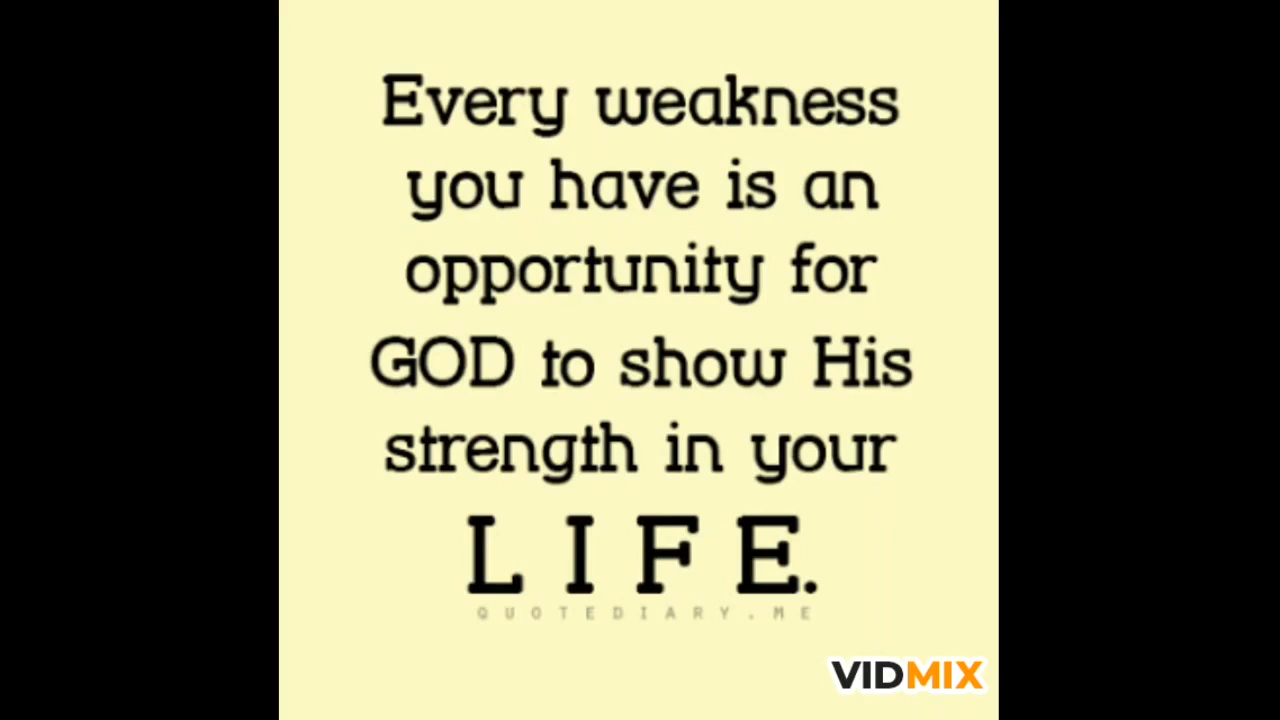 Every weakness
you have is an
opportunity for
GOD to show His
strength in your
L I F E.
QUOTEDIARY.ME
VIDMIX